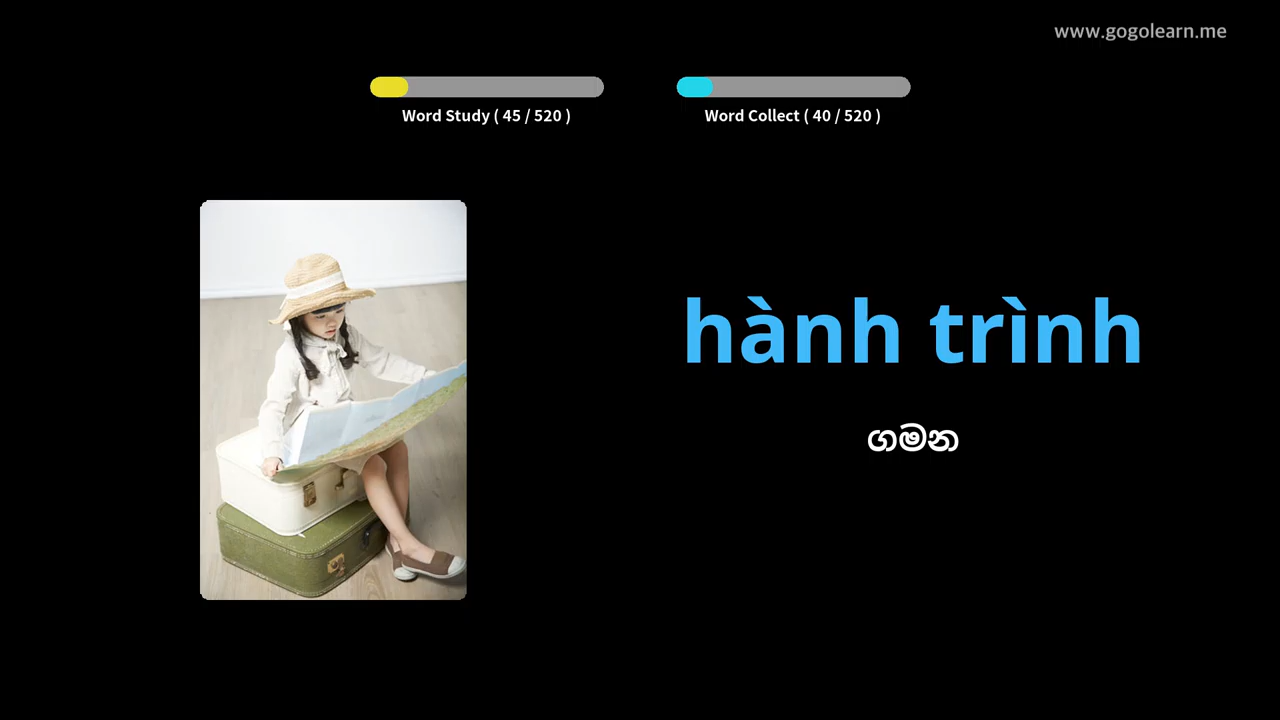 www.gogolearn.me
Word Study ( 45 / 520 )
Word Collect ( 40 / 520 )
hành trình
ගමන